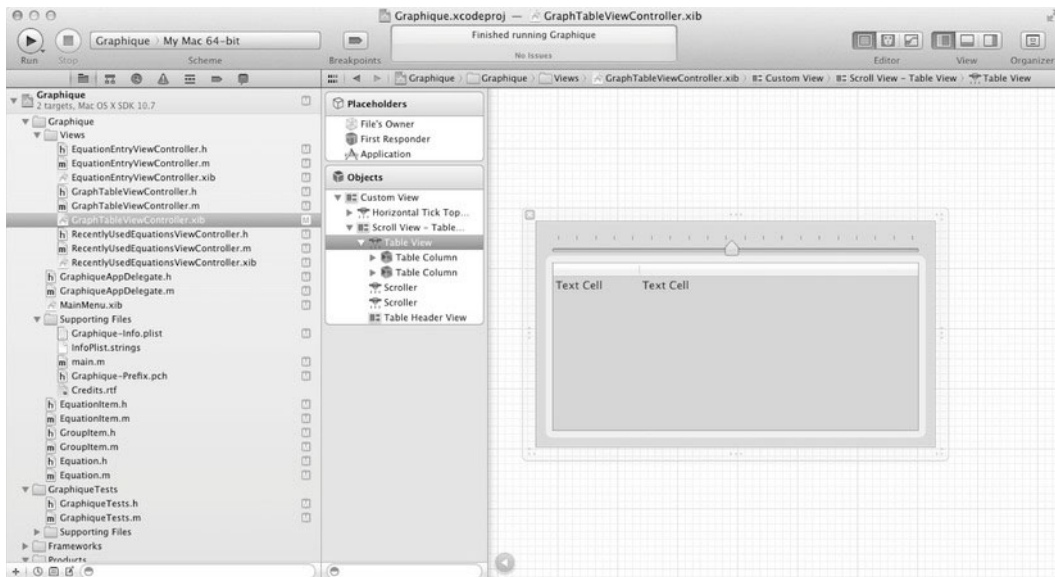 Graphique.xcodeproj — GraphTableViewController.xib
Run
Stop
Graphique > My Mac 64-bit
Scheme
Breakpoints
Finished running Graphique
No Issues
Editor
View
Organizer
Graphique
2 targets, Mac OS X SDK 10.7
Graphique
Views
h EquationEntryViewController.h
m EquationEntryViewController.m
EquationEntryViewController.xib
h GraphTableViewController.h
m GraphTableViewController.m
GraphTableViewController.xib
M
h RecentlyUsedEquationsViewController.h
m RecentlyUsedEquationsViewController.m
RecentlyUsedEquationsViewController.xib
h GraphiqueAppDelegate.h
m GraphiqueAppDelegate.m
MainMenu.xib
Supporting Files
Graphique-Info.plist
InfoPlist.strings
m main.m
h Graphique-Prefix.pch
Credits.rtf
h EquationItem.h
m EquationItem.m
h GroupItem.h
m GroupItem.m
h Equation.h
m Equation.m
GraphiqueTests
h GraphiqueTests.h
m GraphiqueTests.m
Supporting Files
Frameworks
Products
Graphique > Graphique > Views > GraphTableViewController.xib > Custom View > Scroll View - Table View > Table View
Placeholders
File's Owner
First Responder
Application
Objects
Custom View
Horizontal Tick Top...
Scroll View - Table...
Table View
Table Column
Table Column
Scroller
Scroller
Table Header View
Text Cell
Text Cell